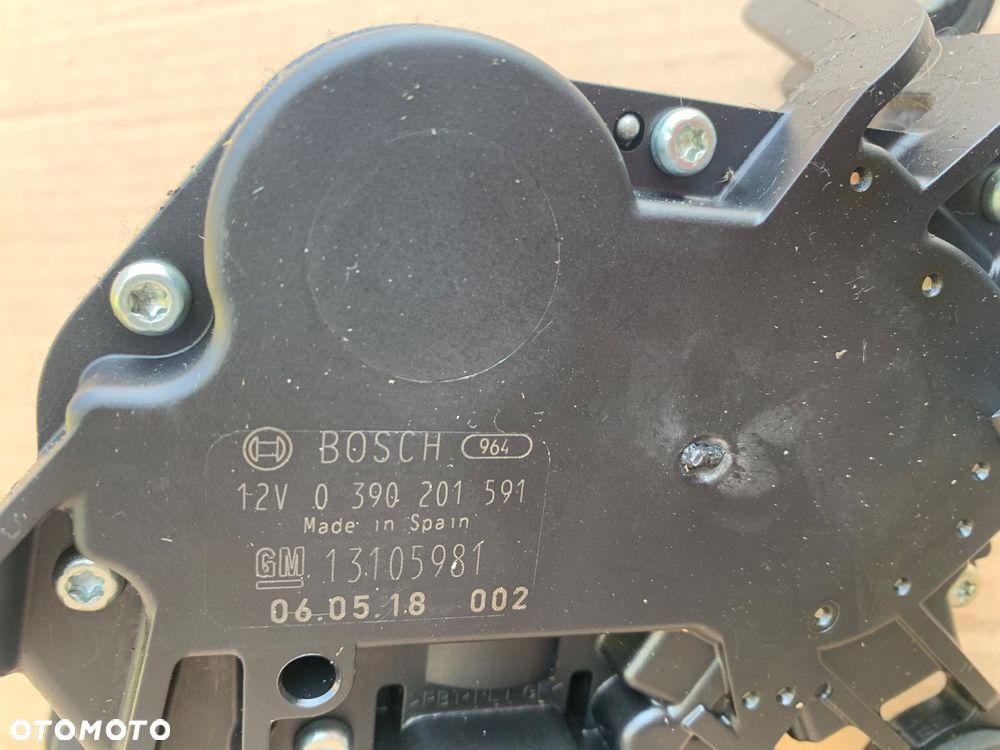 BOSCH 964
12V 0 390 201 591
Made in Spain
GM 13105981
06.05.18 002
OTOMOTO